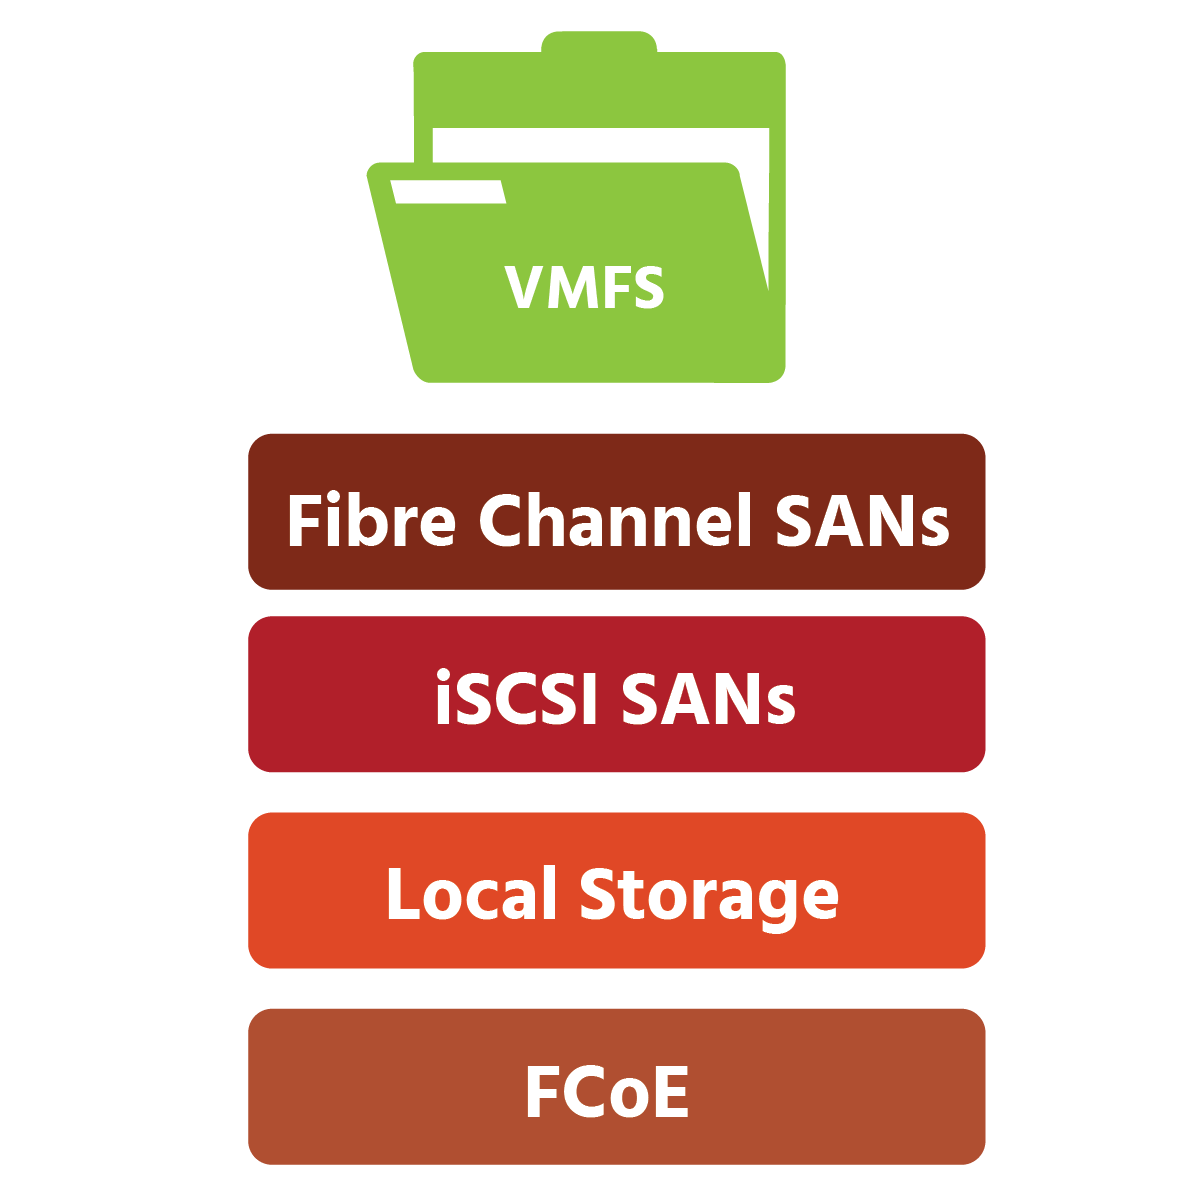 VMFS
Fibre Channel SANs
iSCSI SANs
Local Storage
FCoE